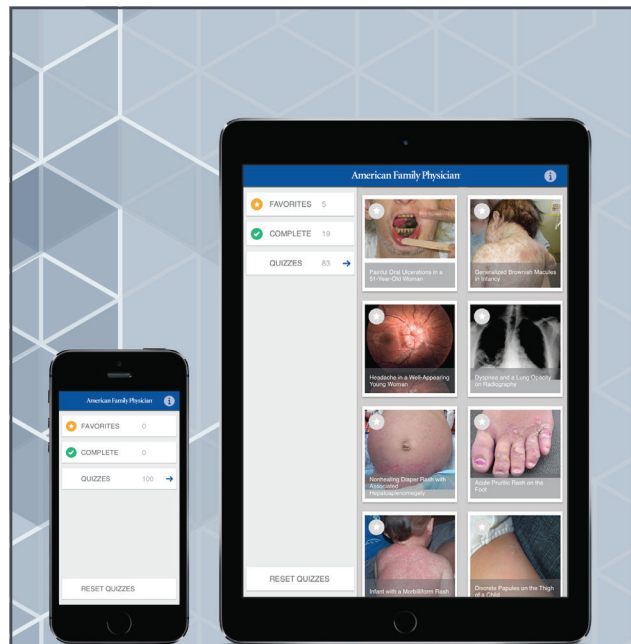 American Family Physician
FAVORITES 5
COMPLETE 19
QUIZZES 83
RESET QUIZZES
Painful Oral Ulcerations in a
51-Year-Old Woman
Generalized Brownish Macules
in Infancy
Headache in a Well-Appearing
Young Woman
Dyspnea and a Lung Opacity
on Radiography
Nonhealing Diaper Rash with
Associated
Hepatosplenomegaly
Acute Pruritic Rash on the
Foot
Infant with a Morbilliform Rash
Discrete Papules on the Thigh
of a Child
American Family Physician
FAVORITES 0
COMPLETE 0
QUIZZES 100
RESET QUIZZES